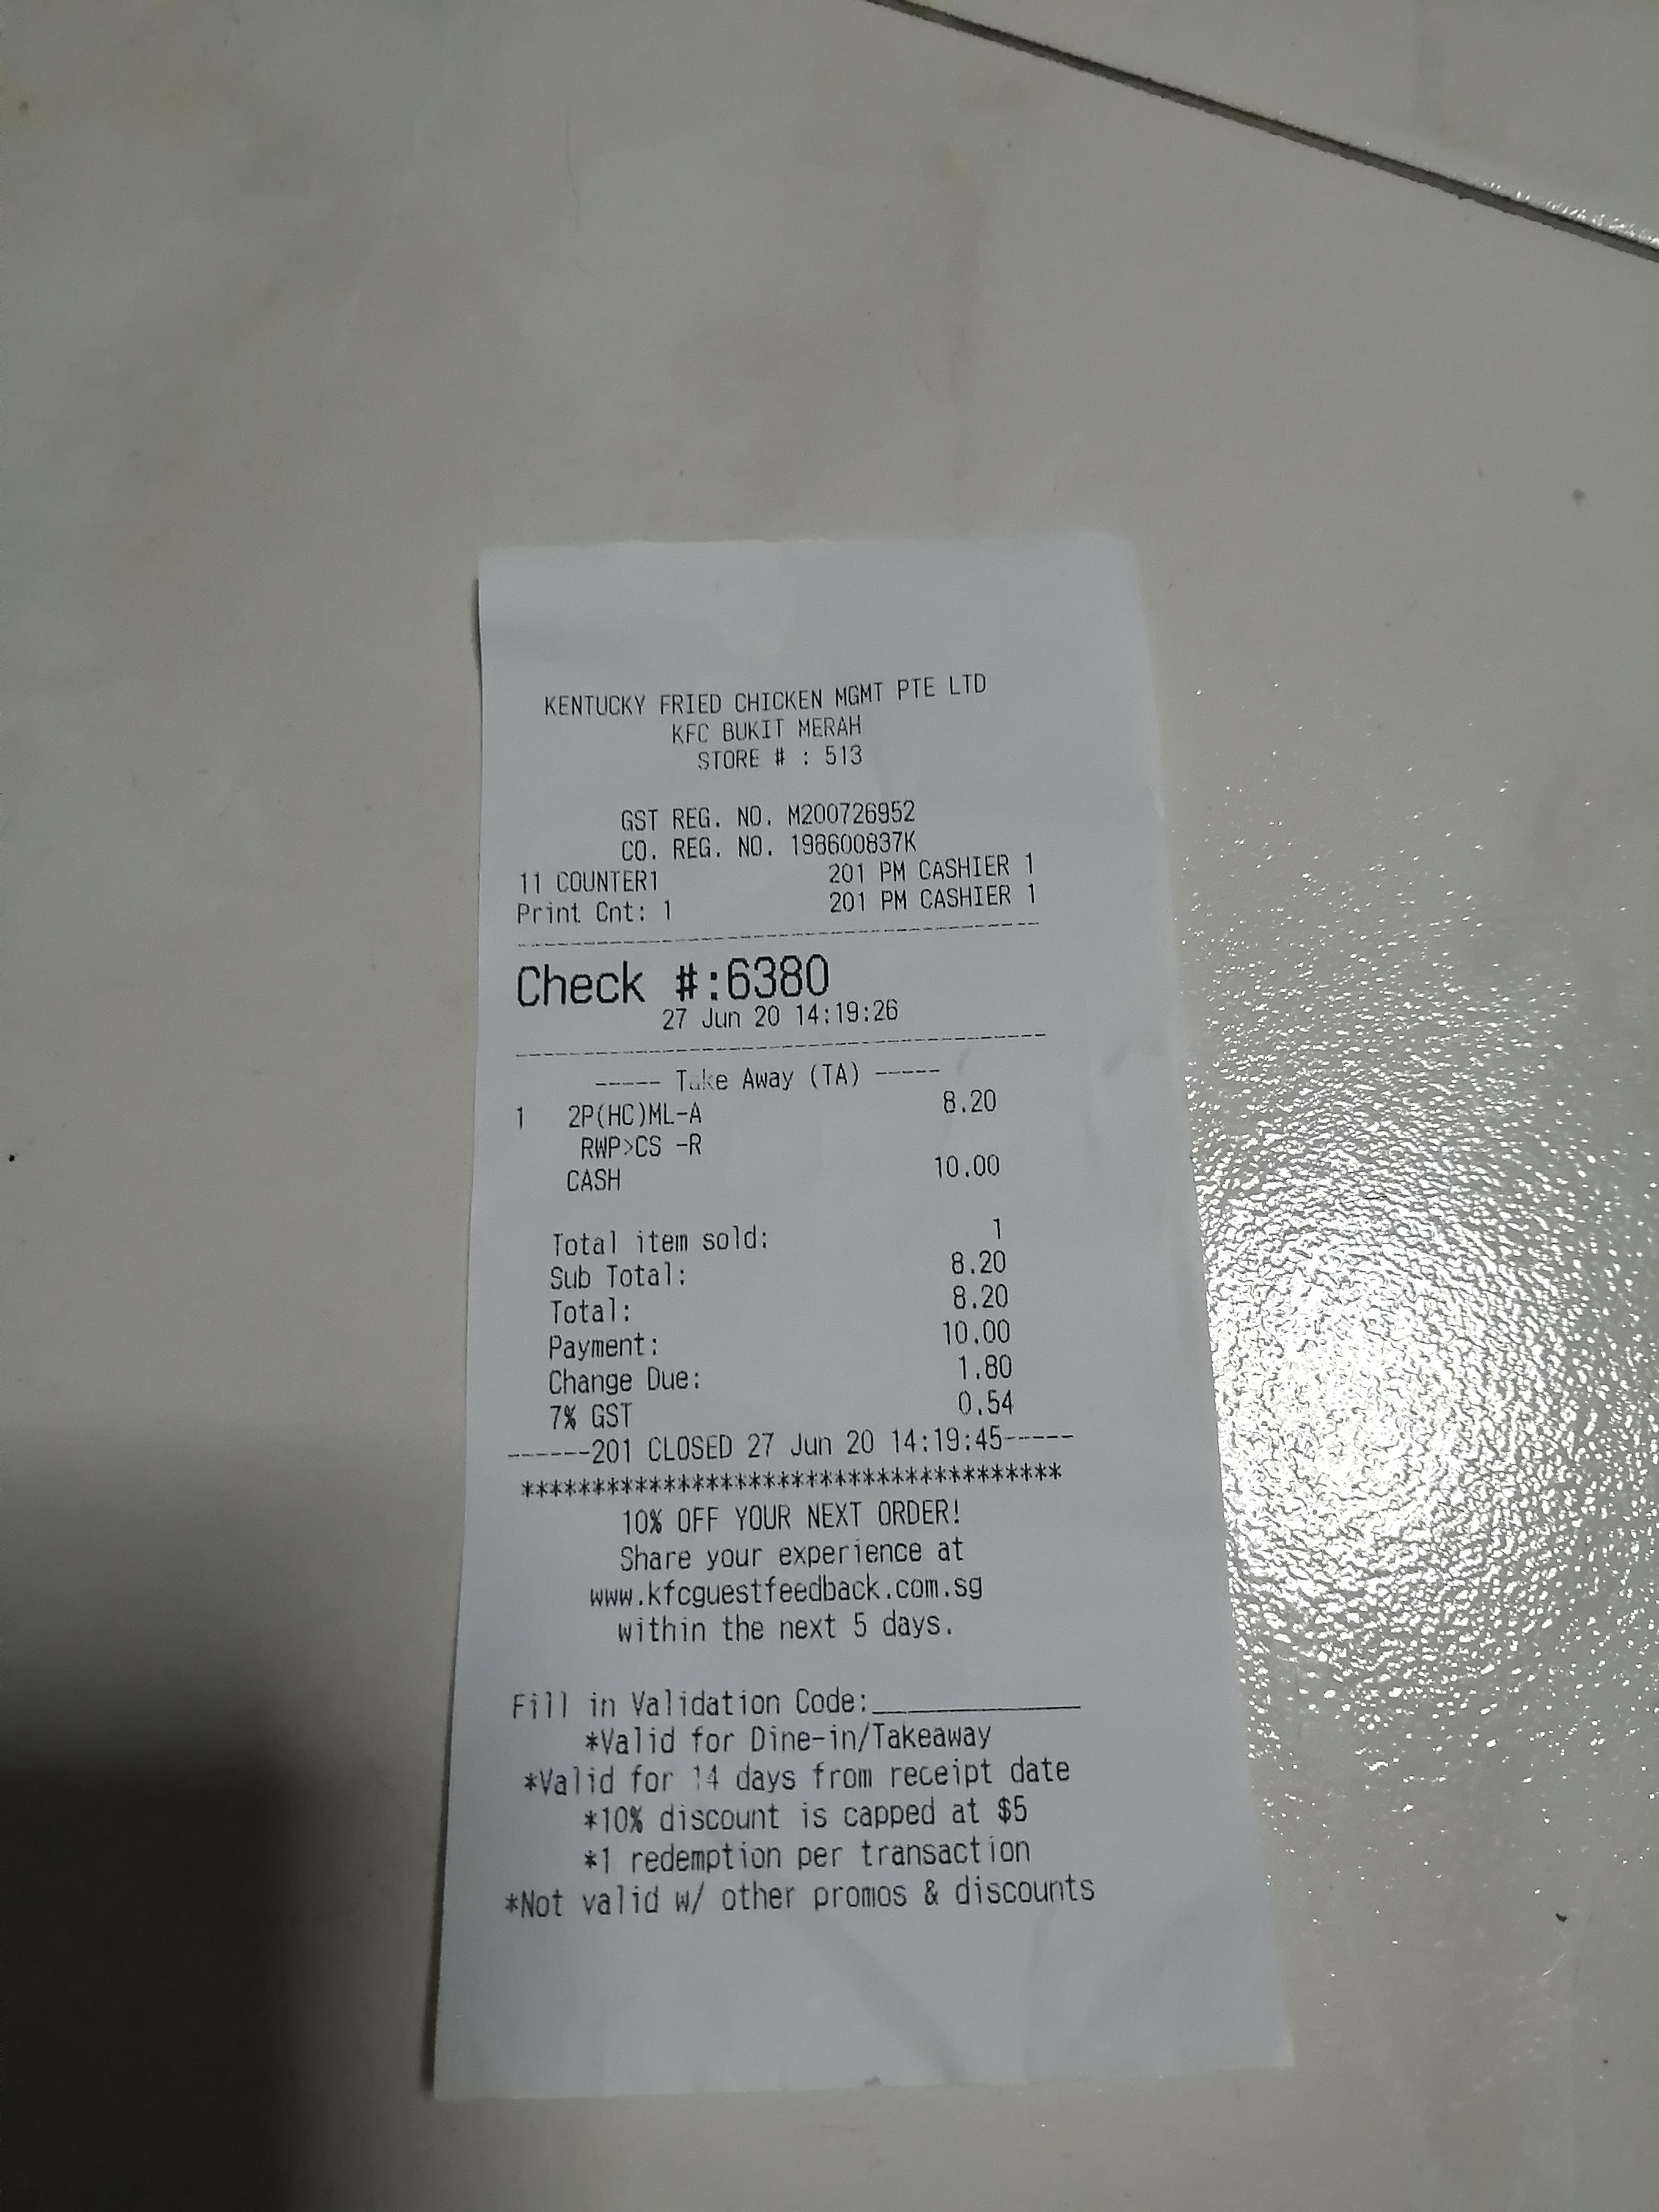 KENTUCKY FRIED CHICKEN MGMT PTE LTD
KFC BUKIT MERAH
STORE # : 513
GST REG. NO. M200726952
CO. REG. NO. 198600837K
11 COUNTER1 201 PM CASHIER 1
Print Cnt: 1 201 PM CASHIER 1
Check #:6380
27 Jun 20 14:19:26
----- Take Away (TA) -----
1 2P(HC)ML-A 8.20
RWP>CS -R
CASH 10.00
Total item sold: 1
Sub Total: 8.20
Total: 8.20
Payment: 10.00
Change Due: 1.80
7% GST 0.54
------201 CLOSED 27 Jun 20 14:19:45-----
**************************************
10% OFF YOUR NEXT ORDER!
Share your experience at
www.kfcguestfeedback.com.sg
within the next 5 days.
Fill in Validation Code:______________
*Valid for Dine-in/Takeaway
*Valid for 14 days from receipt date
*10% discount is capped at $5
*1 redemption per transaction
*Not valid w/ other promos & discounts